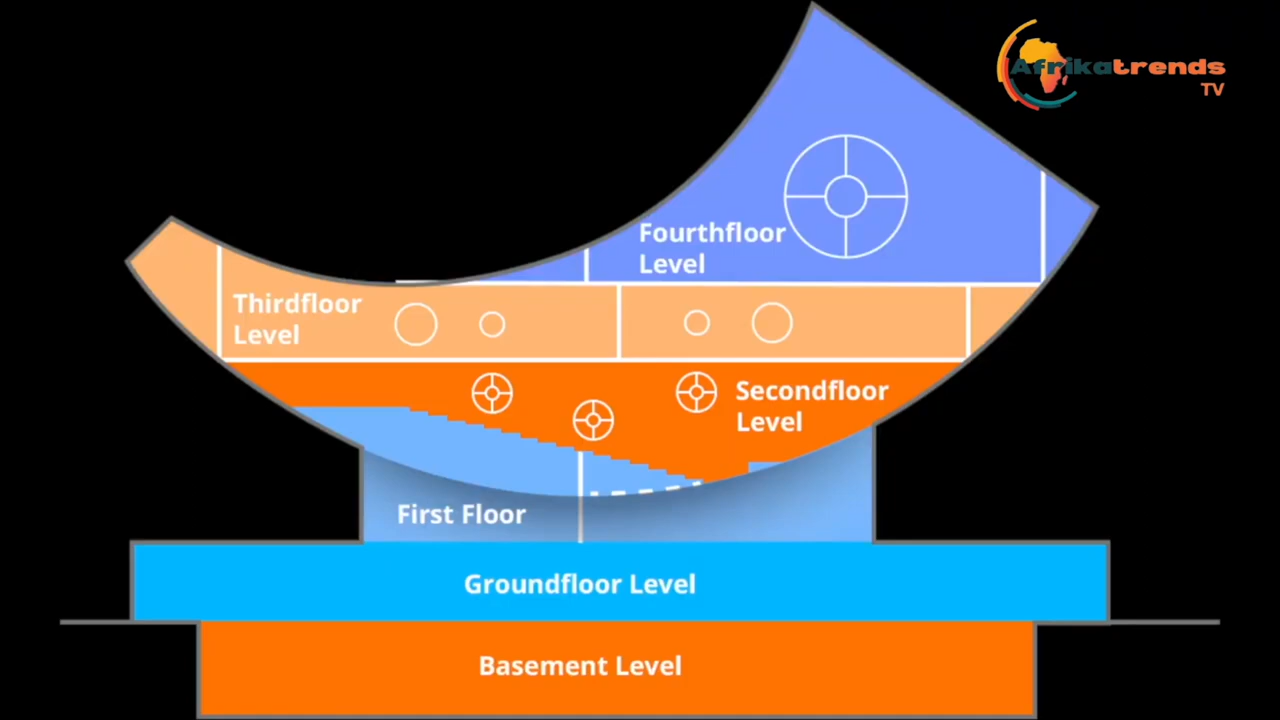 Afrikatrends
TV
Fourthfloor
Level
Thirdfloor
Level
Secondfloor
Level
First Floor
Groundfloor Level
Basement Level